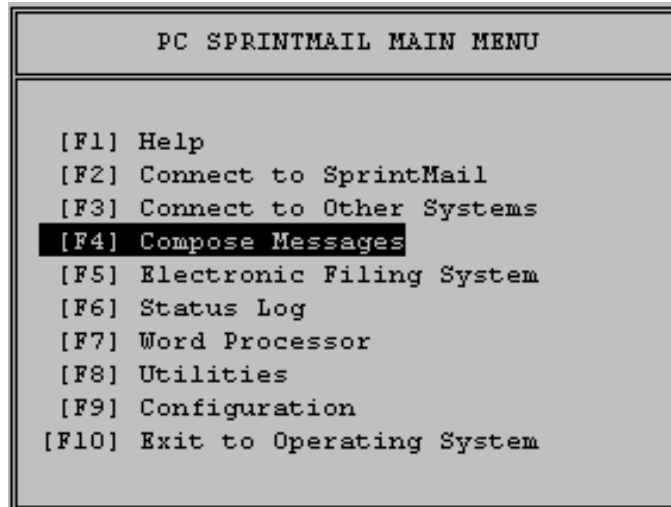 PC SPRINTMAIL MAIN MENU
[F1] Help
[F2] Connect to SprintMail
[F3] Connect to Other Systems
[F4] Compose Messages
[F5] Electronic Filing System
[F6] Status Log
[F7] Word Processor
[F8] Utilities
[F9] Configuration
[F10] Exit to Operating System